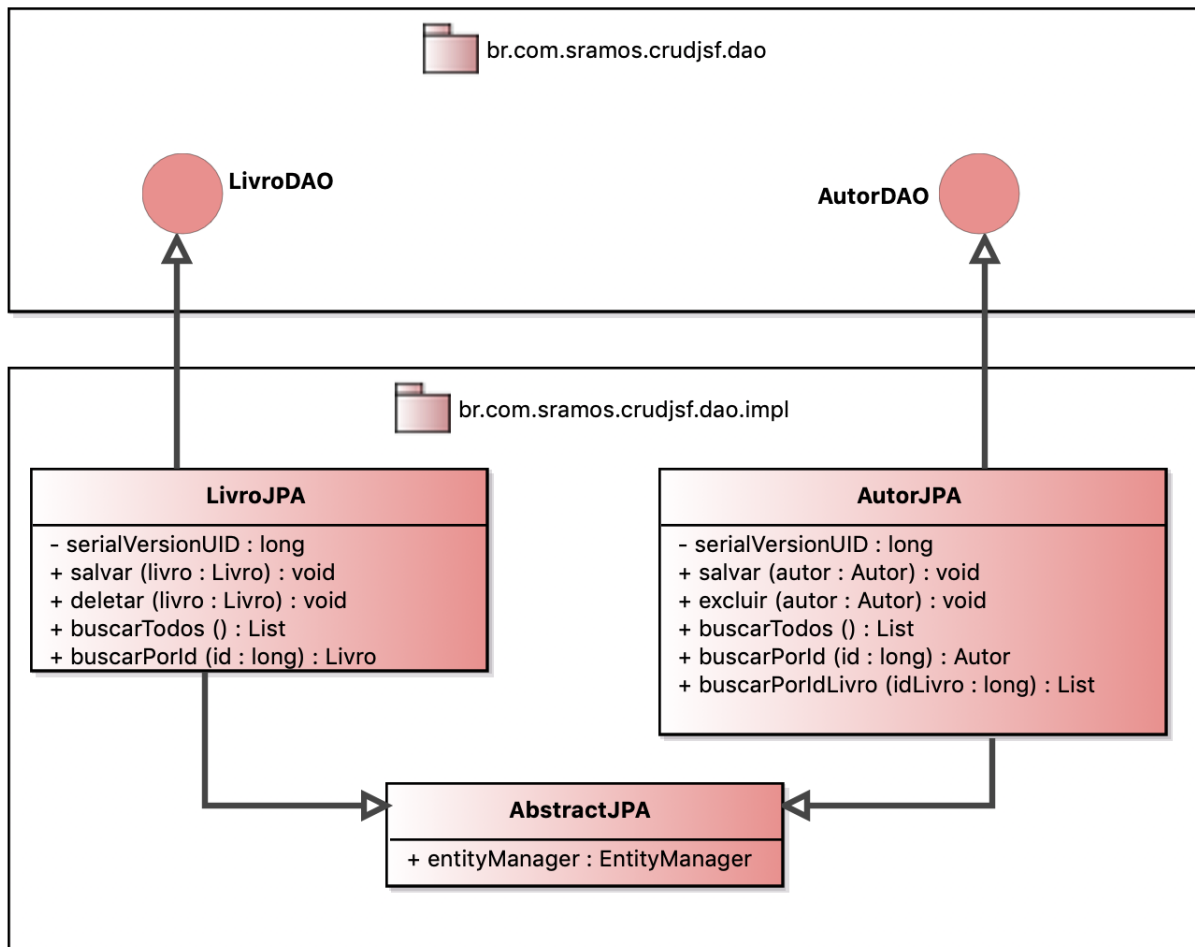 br.com.sramos.crudjsf.dao
LivroDAO
AutorDAO
br.com.sramos.crudjsf.dao.impl
LivroJPA
- serialVersionUID : long
+ salvar (livro : Livro) : void
+ deletar (livro : Livro) : void
+ buscarTodos () : List
+ buscarPorId (id : long) : Livro
AutorJPA
- serialVersionUID : long
+ salvar (autor : Autor) : void
+ excluir (autor : Autor) : void
+ buscarTodos () : List
+ buscarPorId (id : long) : Autor
+ buscarPorIdLivro (idLivro : long) : List
AbstractJPA
+ entityManager : EntityManager